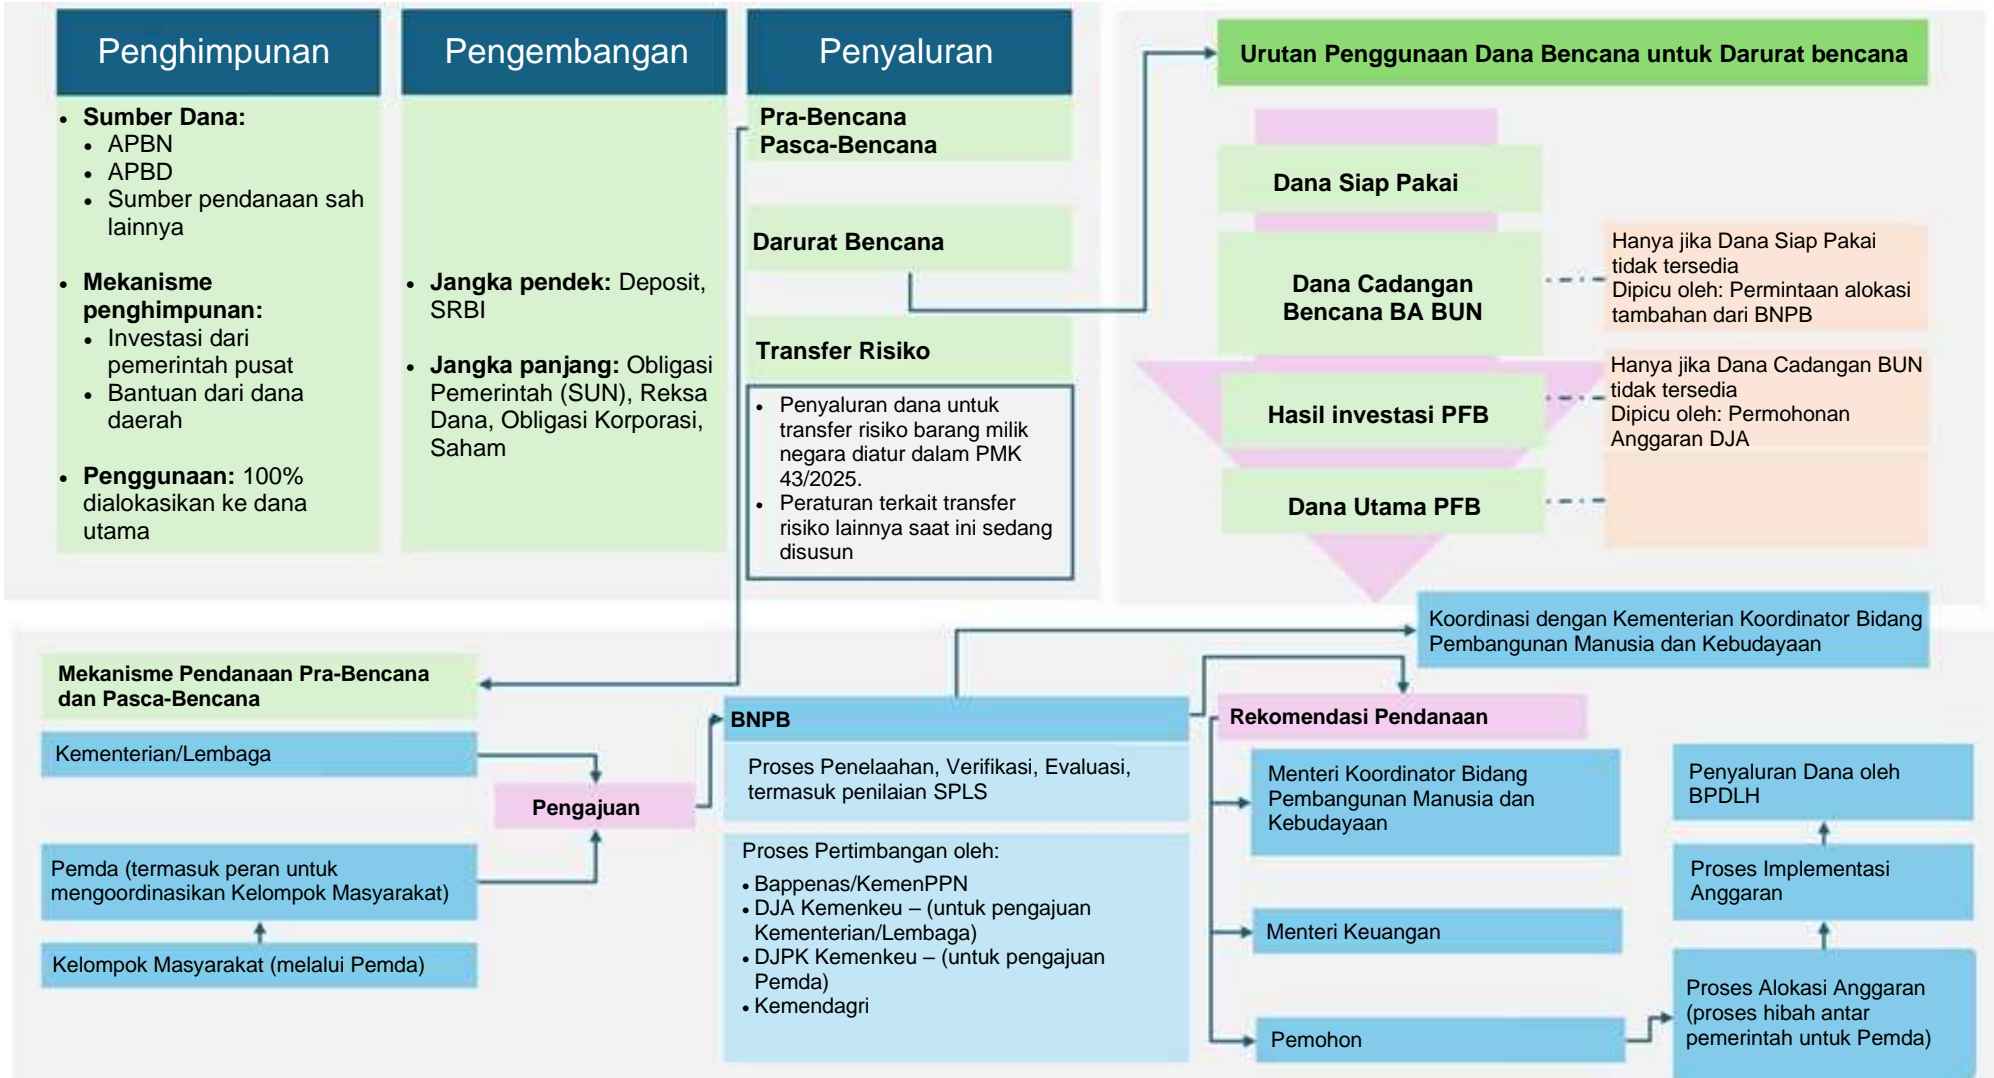 Penghimpunan
• Sumber Dana:
• APBN
• APBD
• Sumber pendanaan sah
lainnya
• Mekanisme
penghimpunan:
• Investasi dari
pemerintah pusat
• Bantuan dari dana
daerah
• Penggunaan: 100%
dialokasikan ke dana
utama
Pengembangan
• Jangka pendek: Deposit,
SRBI
• Jangka panjang: Obligasi
Pemerintah (SUN), Reksa
Dana, Obligasi Korporasi,
Saham
Penyaluran
Pra-Bencana
Pasca-Bencana
Darurat Bencana
Transfer Risiko
• Penyaluran dana untuk
transfer risiko barang milik
negara diatur dalam PMK
43/2025.
• Peraturan terkait transfer
risiko lainnya saat ini sedang
disusun
Urutan Penggunaan Dana Bencana untuk Darurat bencana
Dana Siap Pakai
Dana Cadangan
Bencana BA BUN
Hanya jika Dana Siap Pakai
tidak tersedia
Dipicu oleh: Permintaan alokasi
tambahan dari BNPB
Hasil investasi PFB
Hanya jika Dana Cadangan BUN
tidak tersedia
Dipicu oleh: Permohonan
Anggaran DJA
Dana Utama PFB
Mekanisme Pendanaan Pra-Bencana
dan Pasca-Bencana
Kementerian/Lembaga
Pemda (termasuk peran untuk
mengoordinasikan Kelompok Masyarakat)
Kelompok Masyarakat (melalui Pemda)
Pengajuan
BNPB
Proses Penelaahan, Verifikasi, Evaluasi,
termasuk penilaian SPLS
Proses Pertimbangan oleh:
• Bappenas/KemenPPN
• DJA Kemenkeu – (untuk pengajuan
Kementerian/Lembaga)
• DJPK Kemenkeu – (untuk pengajuan
Pemda)
• Kemendagri
Koordinasi dengan Kementerian Koordinator Bidang
Pembangunan Manusia dan Kebudayaan
Rekomendasi Pendanaan
Menteri Koordinator Bidang
Pembangunan Manusia dan
Kebudayaan
Menteri Keuangan
Pemohon
Proses Alokasi Anggaran
(proses hibah antar
pemerintah untuk Pemda)
Proses Implementasi
Anggaran
Penyaluran Dana oleh
BPDLH